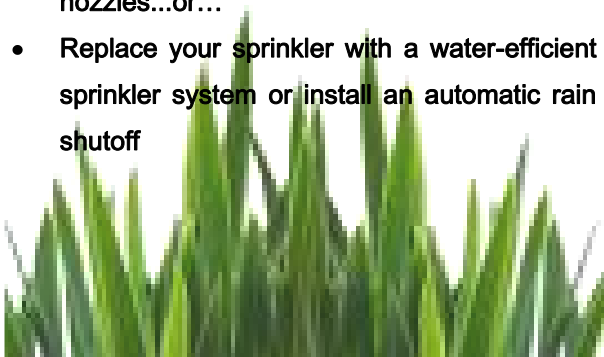 nozzles...or…
• Replace your sprinkler with a water-efficient
sprinkler system or install an automatic rain
shutoff